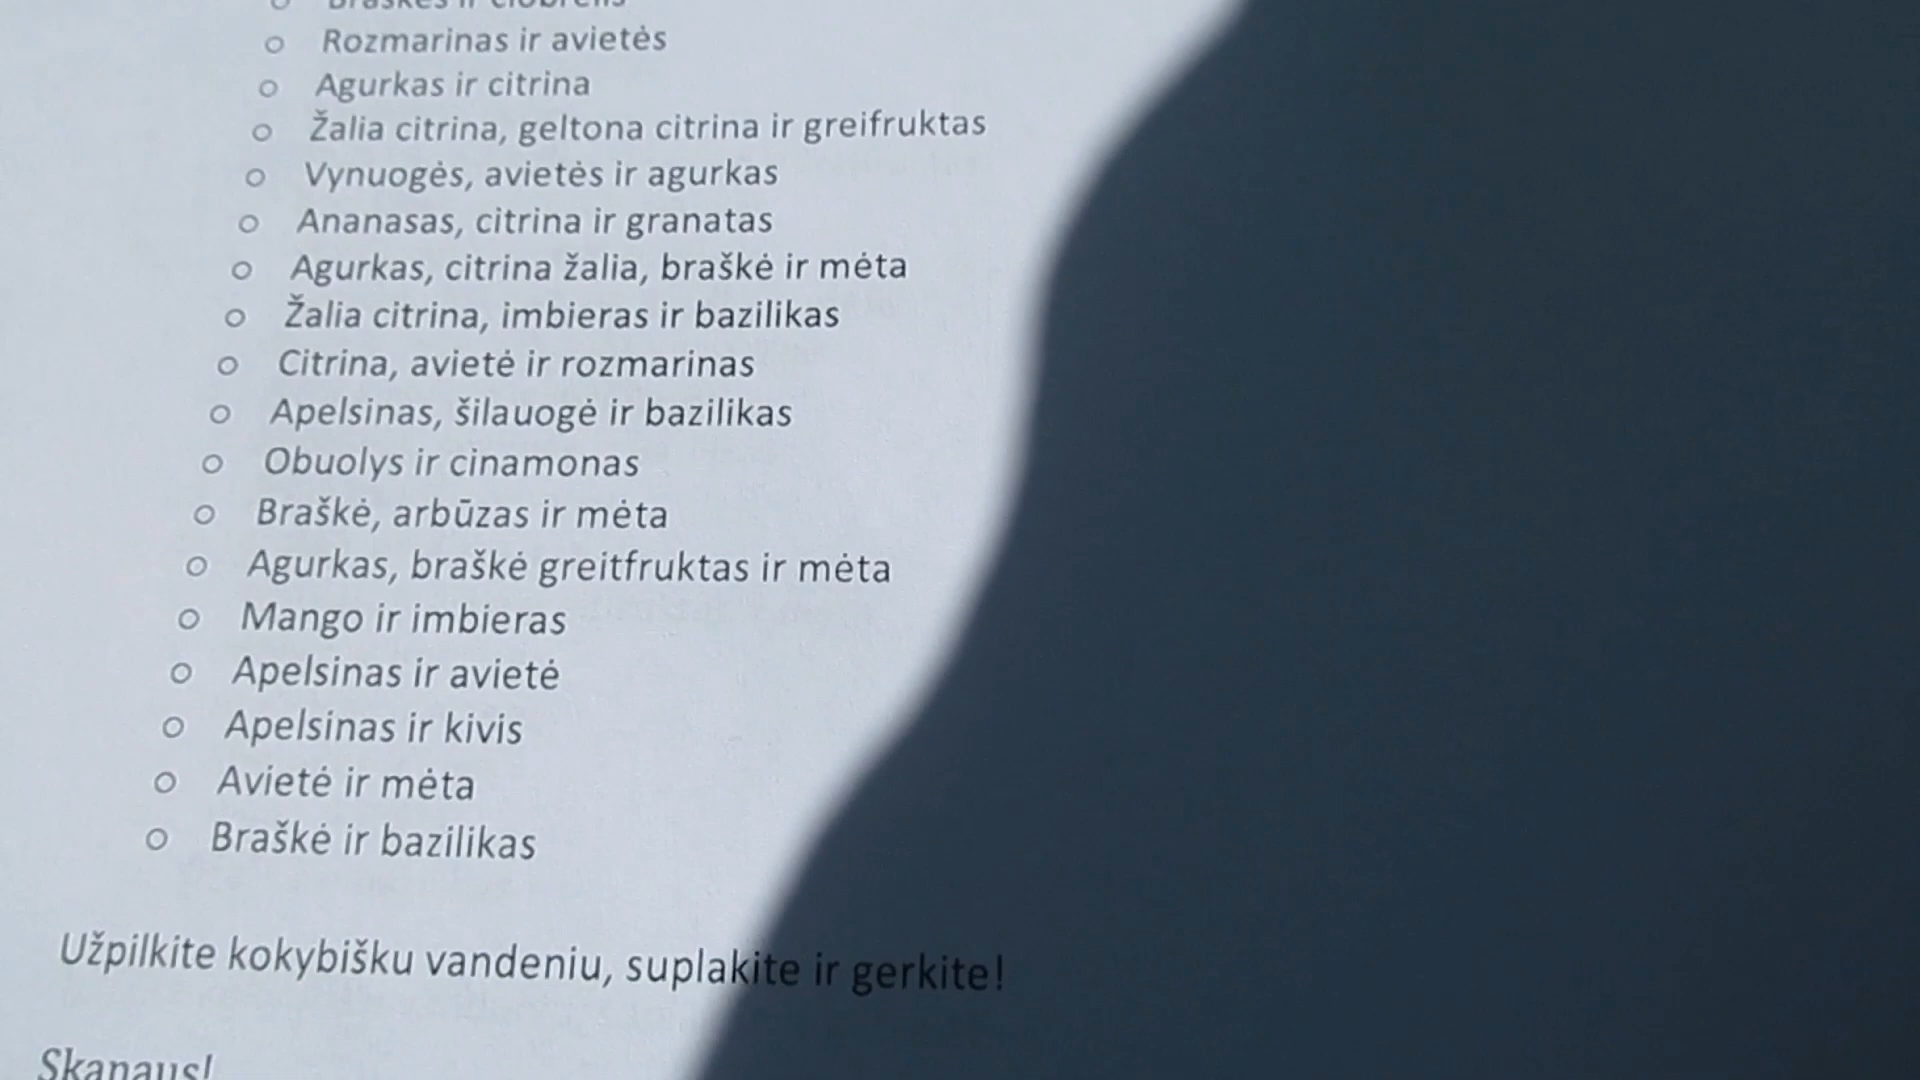 Braškės ir čiobrelis
Rozmarinas ir avietės
Agurkas ir citrina
Žalia citrina, geltona citrina ir greifruktas
Vynuogės, avietės ir agurkas
Ananasas, citrina ir granatas
Agurkas, citrina žalia, braškė ir mėta
Žalia citrina, imbieras ir bazilikas
Citrina, avietė ir rozmarinas
Apelsinas, šilauogė ir bazilikas
Obuolys ir cinamonas
Braškė, arbūzas ir mėta
Agurkas, braškė greitfruktas ir mėta
Mango ir imbieras
Apelsinas ir avietė
Apelsinas ir kivis
Avietė ir mėta
Braškė ir bazilikas
Užpilkite kokybišku vandeniu, suplakite ir gerkite!
Skanaus!